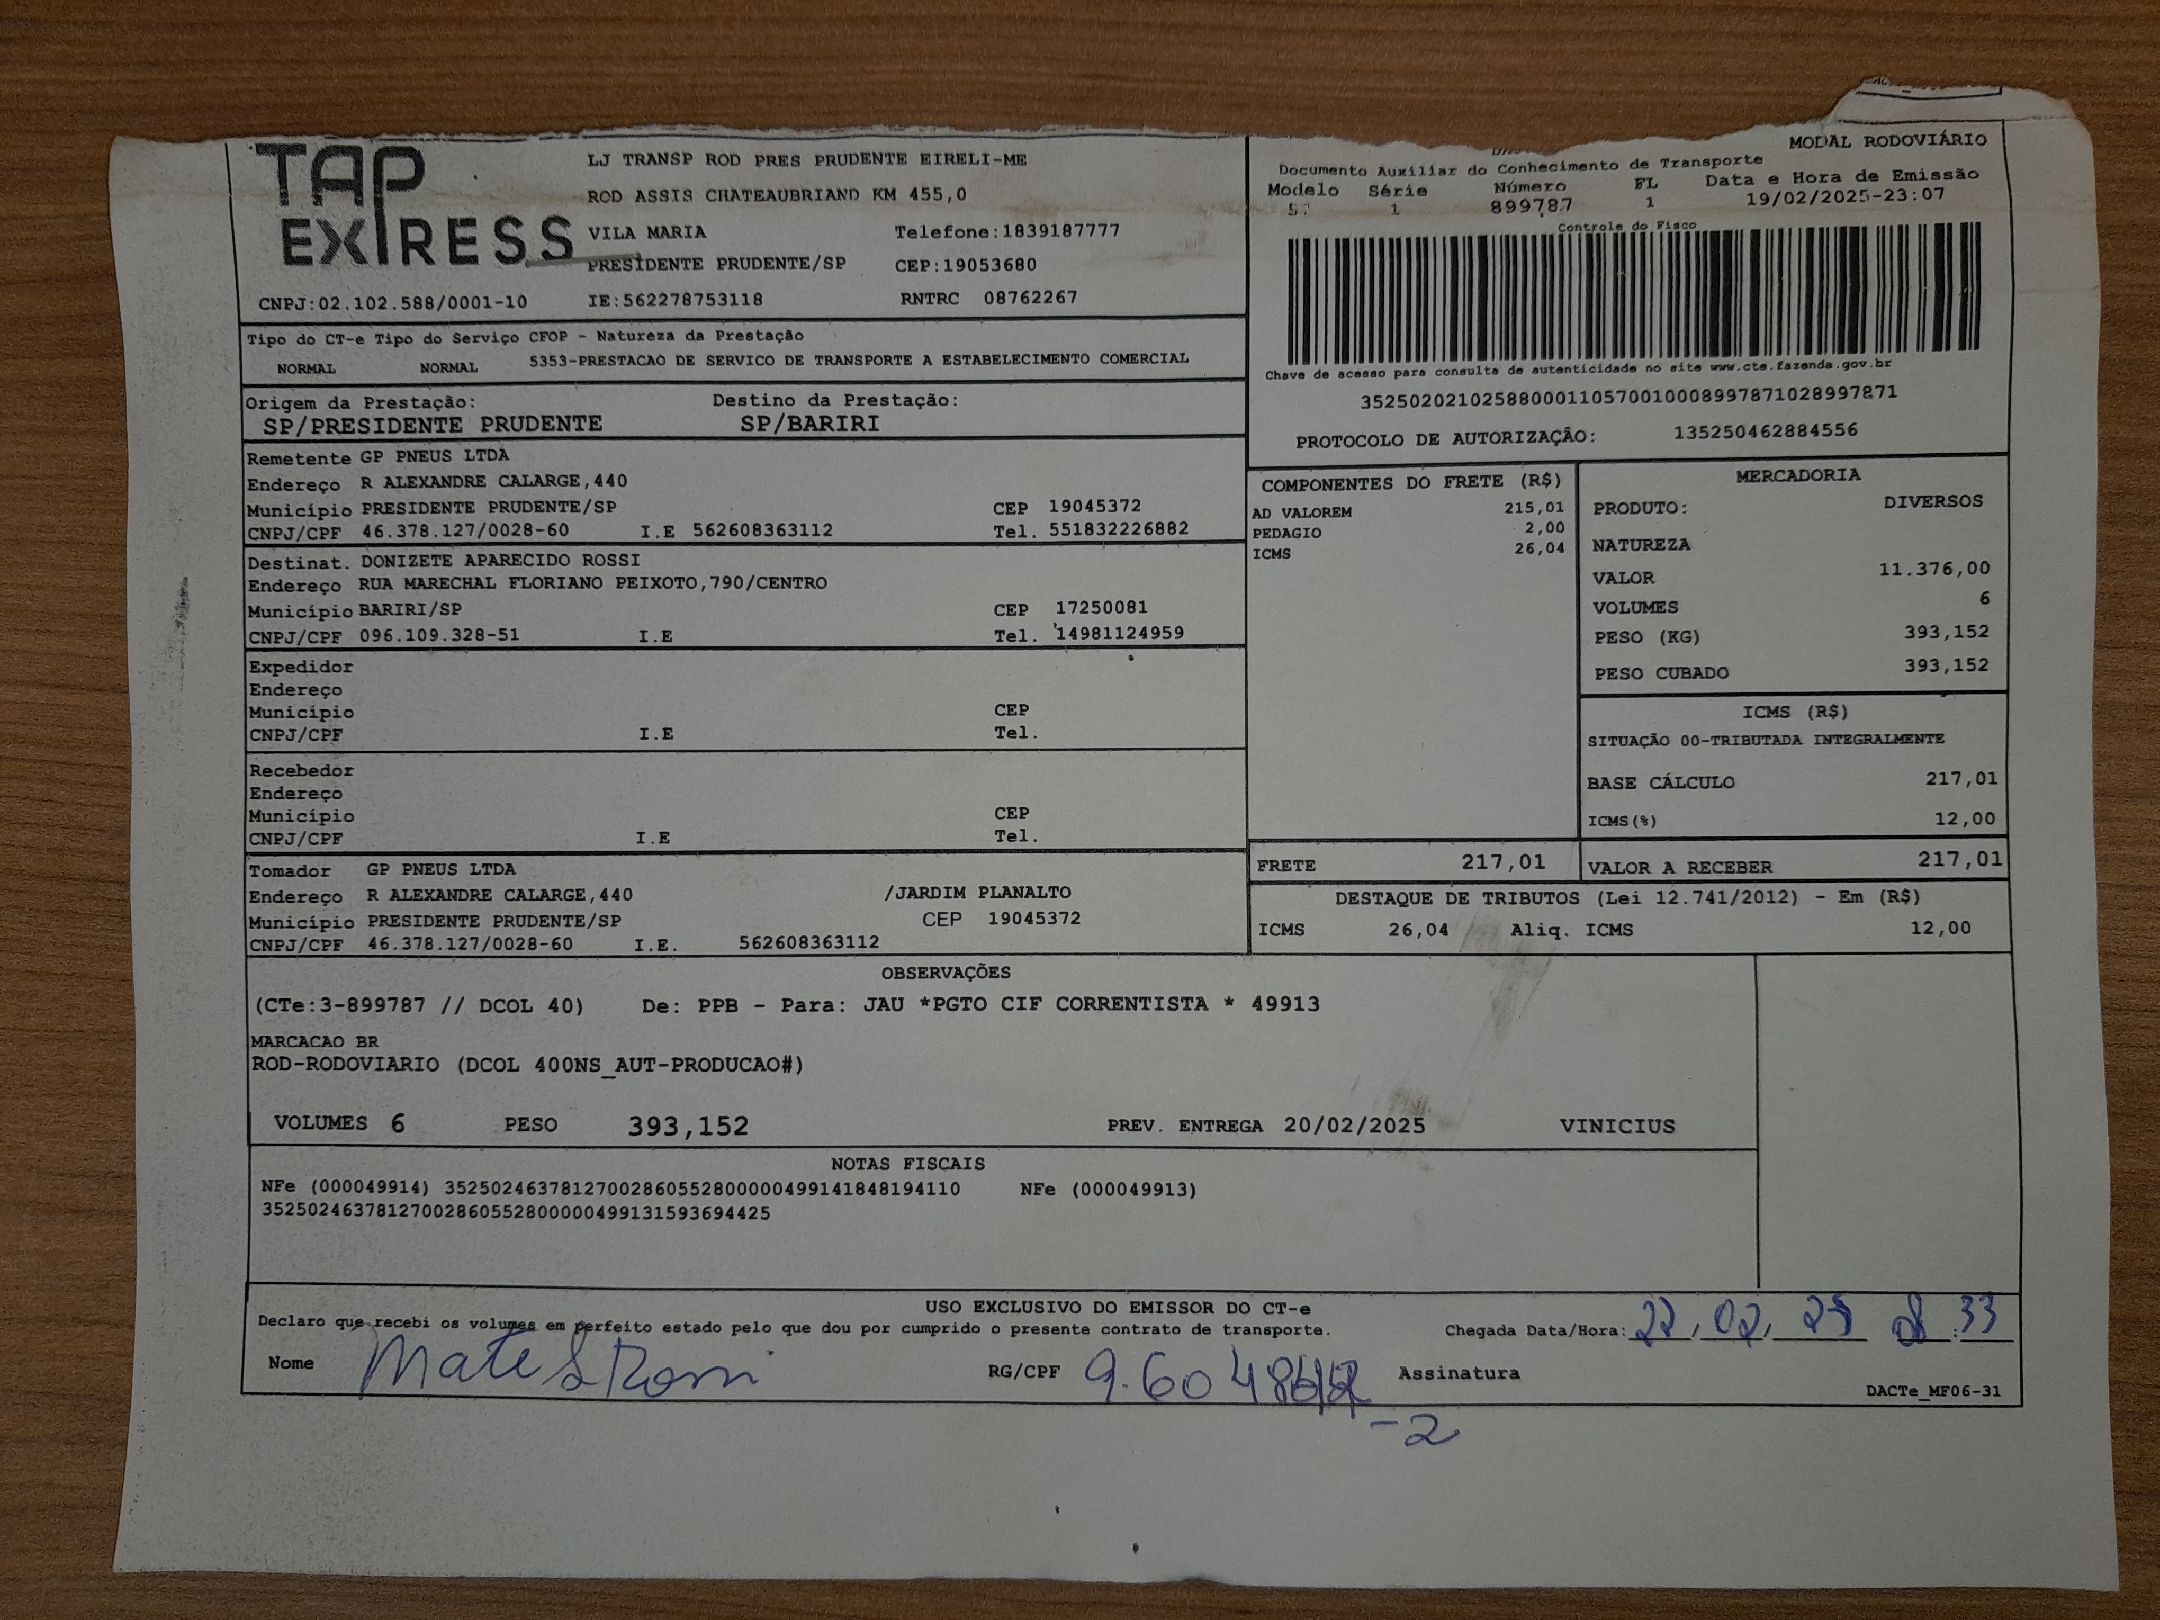 TAP
EXPRESS
CNPJ:02.102.588/0001-10
LJ TRANSP ROD PRES PRUDENTE EIRELI-ME
ROD ASSIS CHATEAUBRIAND KM 455,0
VILA MARIA Telefone:1839187777
PRESIDENTE PRUDENTE/SP CEP:19053680
IE:562278753118 RNTRC 08762267
MODAL RODOVIÁRIO
Documento Auxiliar do Conhecimento de Transporte
Modelo Série Número FL Data e Hora de Emissão
57 1 899787 1 19/02/2025-23:07
Controle do Fisco
Chave de acesso para consulta de autenticidade no site www.cte.fazenda.gov.br
35250202102588000110570010008997871028997871
PROTOCOLO DE AUTORIZAÇÃO: 135250462884556
Tipo do CT-e Tipo do Serviço CFOP - Natureza da Prestação
NORMAL NORMAL 5353-PRESTACAO DE SERVICO DE TRANSPORTE A ESTABELECIMENTO COMERCIAL
Origem da Prestação: Destino da Prestação:
SP/PRESIDENTE PRUDENTE SP/BARIRI
Remetente GP PNEUS LTDA
Endereço R ALEXANDRE CALARGE,440
Município PRESIDENTE PRUDENTE/SP CEP 19045372
CNPJ/CPF 46.378.127/0028-60 I.E 562608363112 Tel. 551832226882
Destinat. DONIZETE APARECIDO ROSSI
Endereço RUA MARECHAL FLORIANO PEIXOTO,790/CENTRO
Município BARIRI/SP CEP 17250081
CNPJ/CPF 096.109.328-51 I.E Tel. 14981124959
Expedidor
Endereço
Município CEP
CNPJ/CPF I.E Tel.
Recebedor
Endereço
Município CEP
CNPJ/CPF I.E Tel.
Tomador GP PNEUS LTDA
Endereço R ALEXANDRE CALARGE,440 /JARDIM PLANALTO
Município PRESIDENTE PRUDENTE/SP CEP 19045372
CNPJ/CPF 46.378.127/0028-60 I.E. 562608363112
COMPONENTES DO FRETE (R$)
AD VALOREM 215,01
PEDAGIO 2,00
ICMS 26,04
MERCADORIA
PRODUTO: DIVERSOS
NATUREZA
VALOR 11.376,00
VOLUMES 6
PESO (KG) 393,152
PESO CUBADO 393,152
ICMS (R$)
SITUAÇÃO 00-TRIBUTADA INTEGRALMENTE
BASE CÁLCULO 217,01
ICMS(%) 12,00
FRETE 217,01 VALOR A RECEBER 217,01
DESTAQUE DE TRIBUTOS (Lei 12.741/2012) - Em (R$)
ICMS 26,04 Aliq. ICMS 12,00
OBSERVAÇÕES
(CTe:3-899787 // DCOL 40) De: PPB - Para: JAU *PGTO CIF CORRENTISTA * 49913
MARCACAO BR
ROD-RODOVIARIO (DCOL 400NS_AUT-PRODUCAO#)
VOLUMES 6 PESO 393,152 PREV. ENTREGA 20/02/2025 VINICIUS
NOTAS FISCAIS
NFe (000049914) 35250246378127002860552800000499141848194110 NFe (000049913)
35250246378127002860552800000499131593694425
USO EXCLUSIVO DO EMISSOR DO CT-e
Declaro que recebi os volumes em perfeito estado pelo que dou por cumprido o presente contrato de transporte. Chegada Data/Hora: 02 :33
Nome RG/CPF Assinatura
-2
DACTe_MF06-31